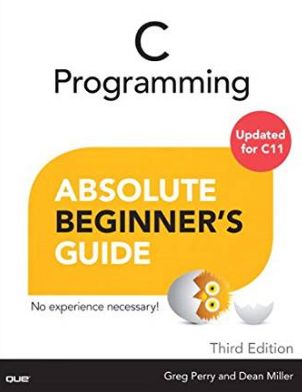 C
Programming
Updated
for C11
ABSOLUTE
BEGINNER'S
GUIDE
No experience necessary!
Third Edition
que
Greg Perry and Dean Miller